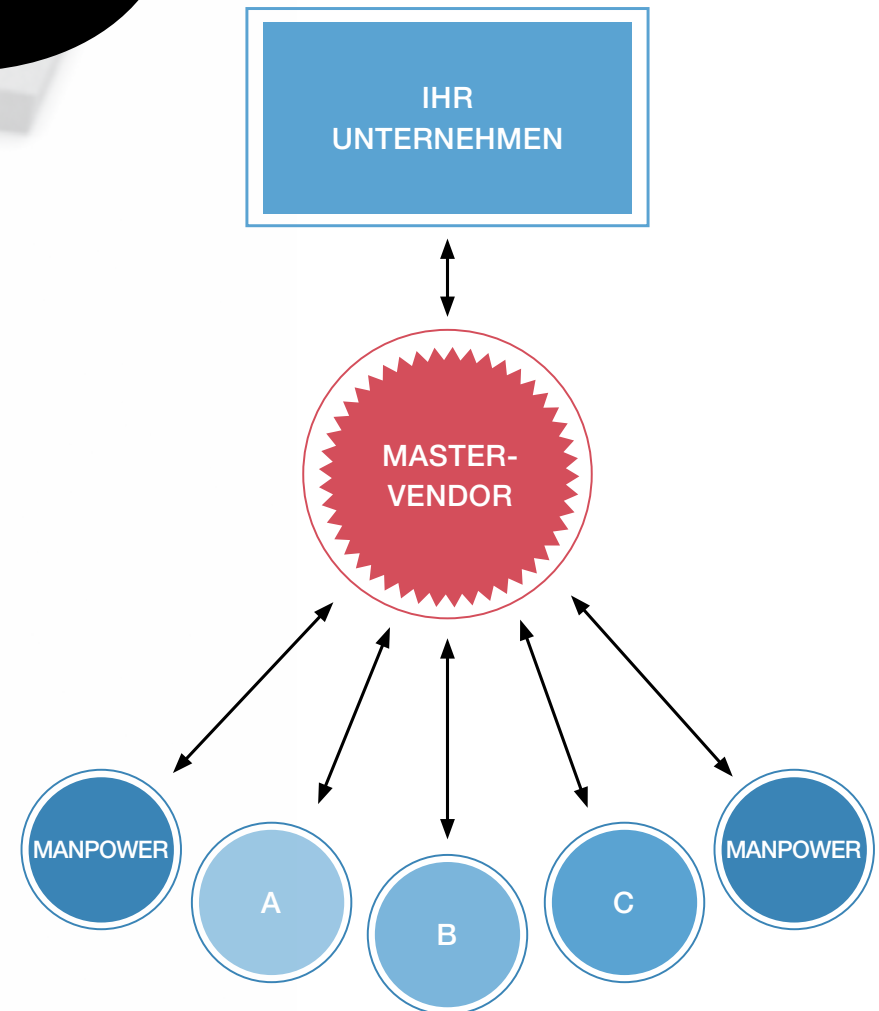 IHR
UNTERNEHMEN
MASTER-
VENDOR
MANPOWER
A
B
C
MANPOWER